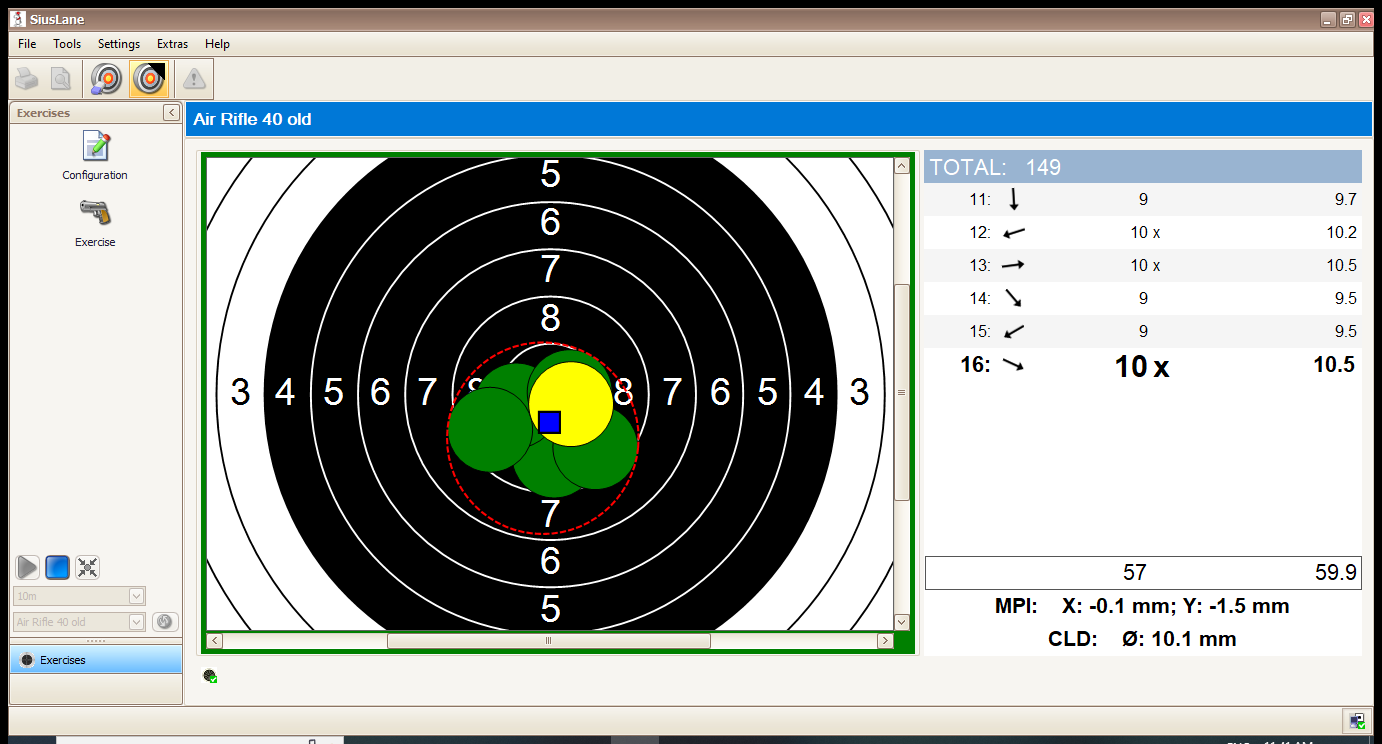 SiusLane
File Tools Settings Extras Help
Exercises
Configuration
Exercise
10m
Air Rifle 40 old
Exercises
Air Rifle 40 old
5
6
7
8
3 4 5 6 7 8 7 6 5 4 3
7
6
5
TOTAL: 149
11: 9 9.7
12: 10 x 10.2
13: 10 x 10.5
14: 9 9.5
15: 9 9.5
16: 10 x 10.5
57 59.9
MPI: X: -0.1 mm; Y: -1.5 mm
CLD: Ø: 10.1 mm